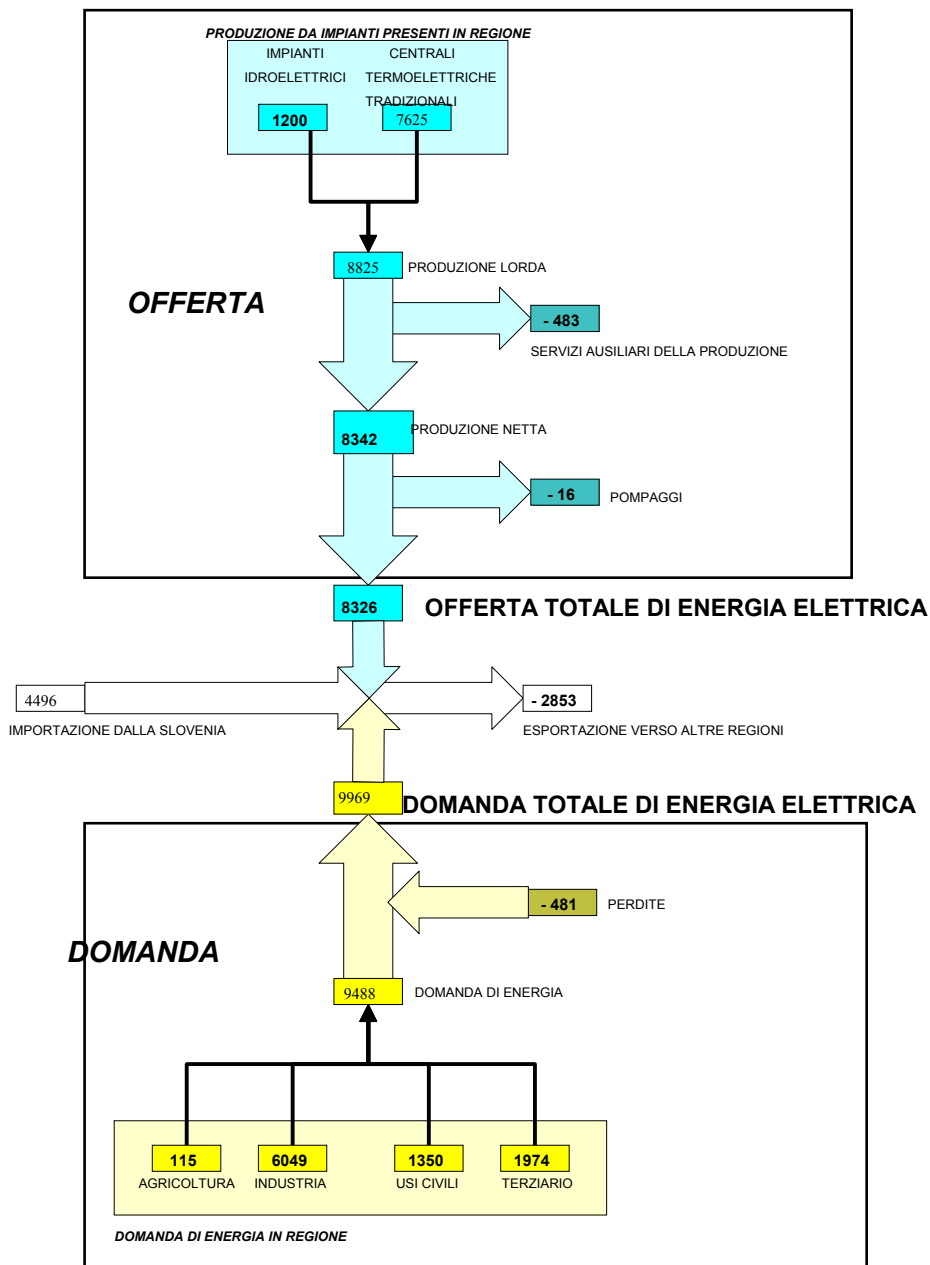 PRODUZIONE DA IMPIANTI PRESENTI IN REGIONE
IMPIANTI
IDROELETTRICI
1200
CENTRALI
TERMOELETTRICHE
TRADIZIONALI
7625
8825
PRODUZIONE LORDA
OFFERTA
- 483
SERVIZI AUSILIARI DELLA PRODUZIONE
8342
PRODUZIONE NETTA
- 16
POMPAGGI
8326
OFFERTA TOTALE DI ENERGIA ELETTRICA
4496
IMPORTAZIONE DALLA SLOVENIA
- 2853
ESPORTAZIONE VERSO ALTRE REGIONI
9969
DOMANDA TOTALE DI ENERGIA ELETTRICA
- 481
PERDITE
DOMANDA
9488
DOMANDA DI ENERGIA
115
AGRICOLTURA
6049
INDUSTRIA
1350
USI CIVILI
1974
TERZIARIO
DOMANDA DI ENERGIA IN REGIONE